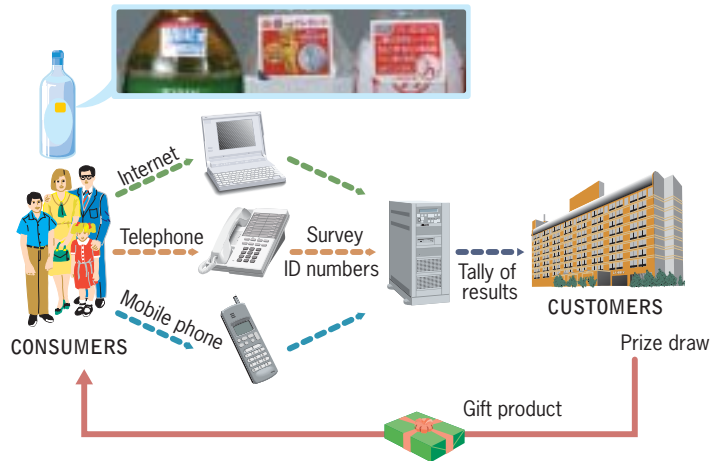 Internet
Telephone
Mobile phone
CONSUMERS
Survey
ID numbers
Tally of
results
CUSTOMERS
Prize draw
Gift product